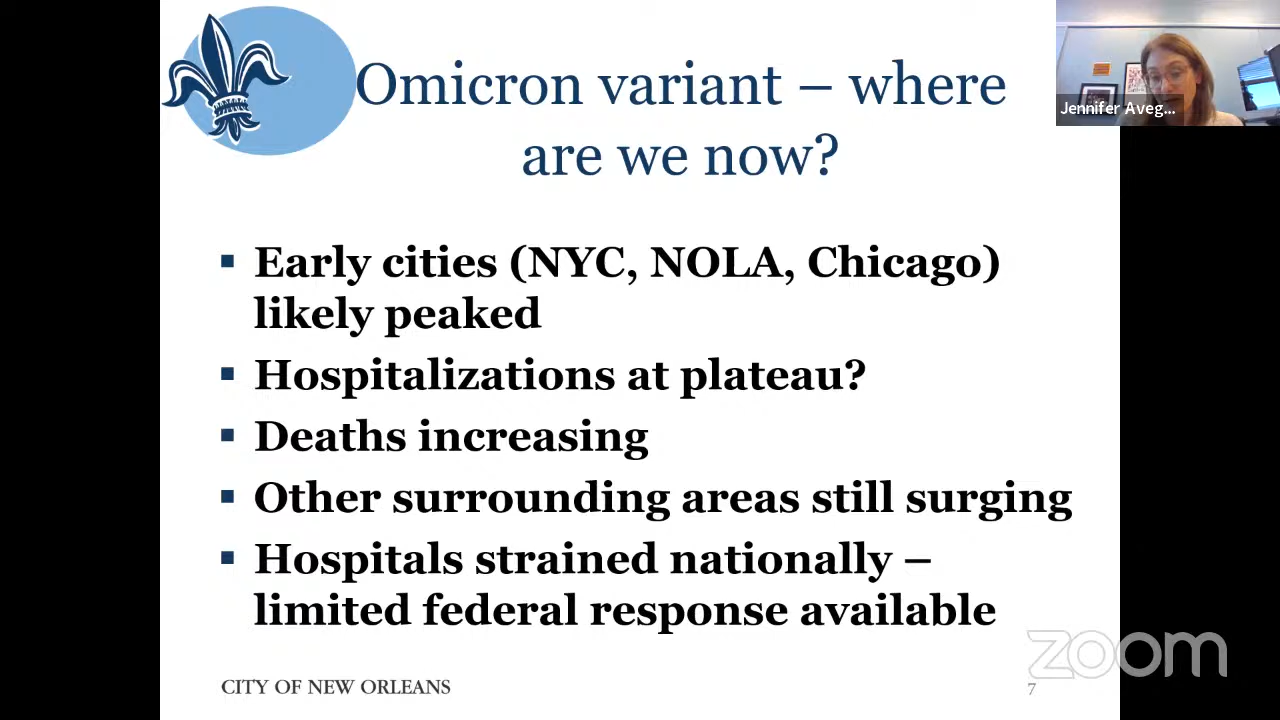 Omicron variant – where
are we now?
Jennifer Aveg...
▪ Early cities (NYC, NOLA, Chicago)
likely peaked
▪ Hospitalizations at plateau?
▪ Deaths increasing
▪ Other surrounding areas still surging
▪ Hospitals strained nationally –
limited federal response available
zoom
CITY OF NEW ORLEANS
7